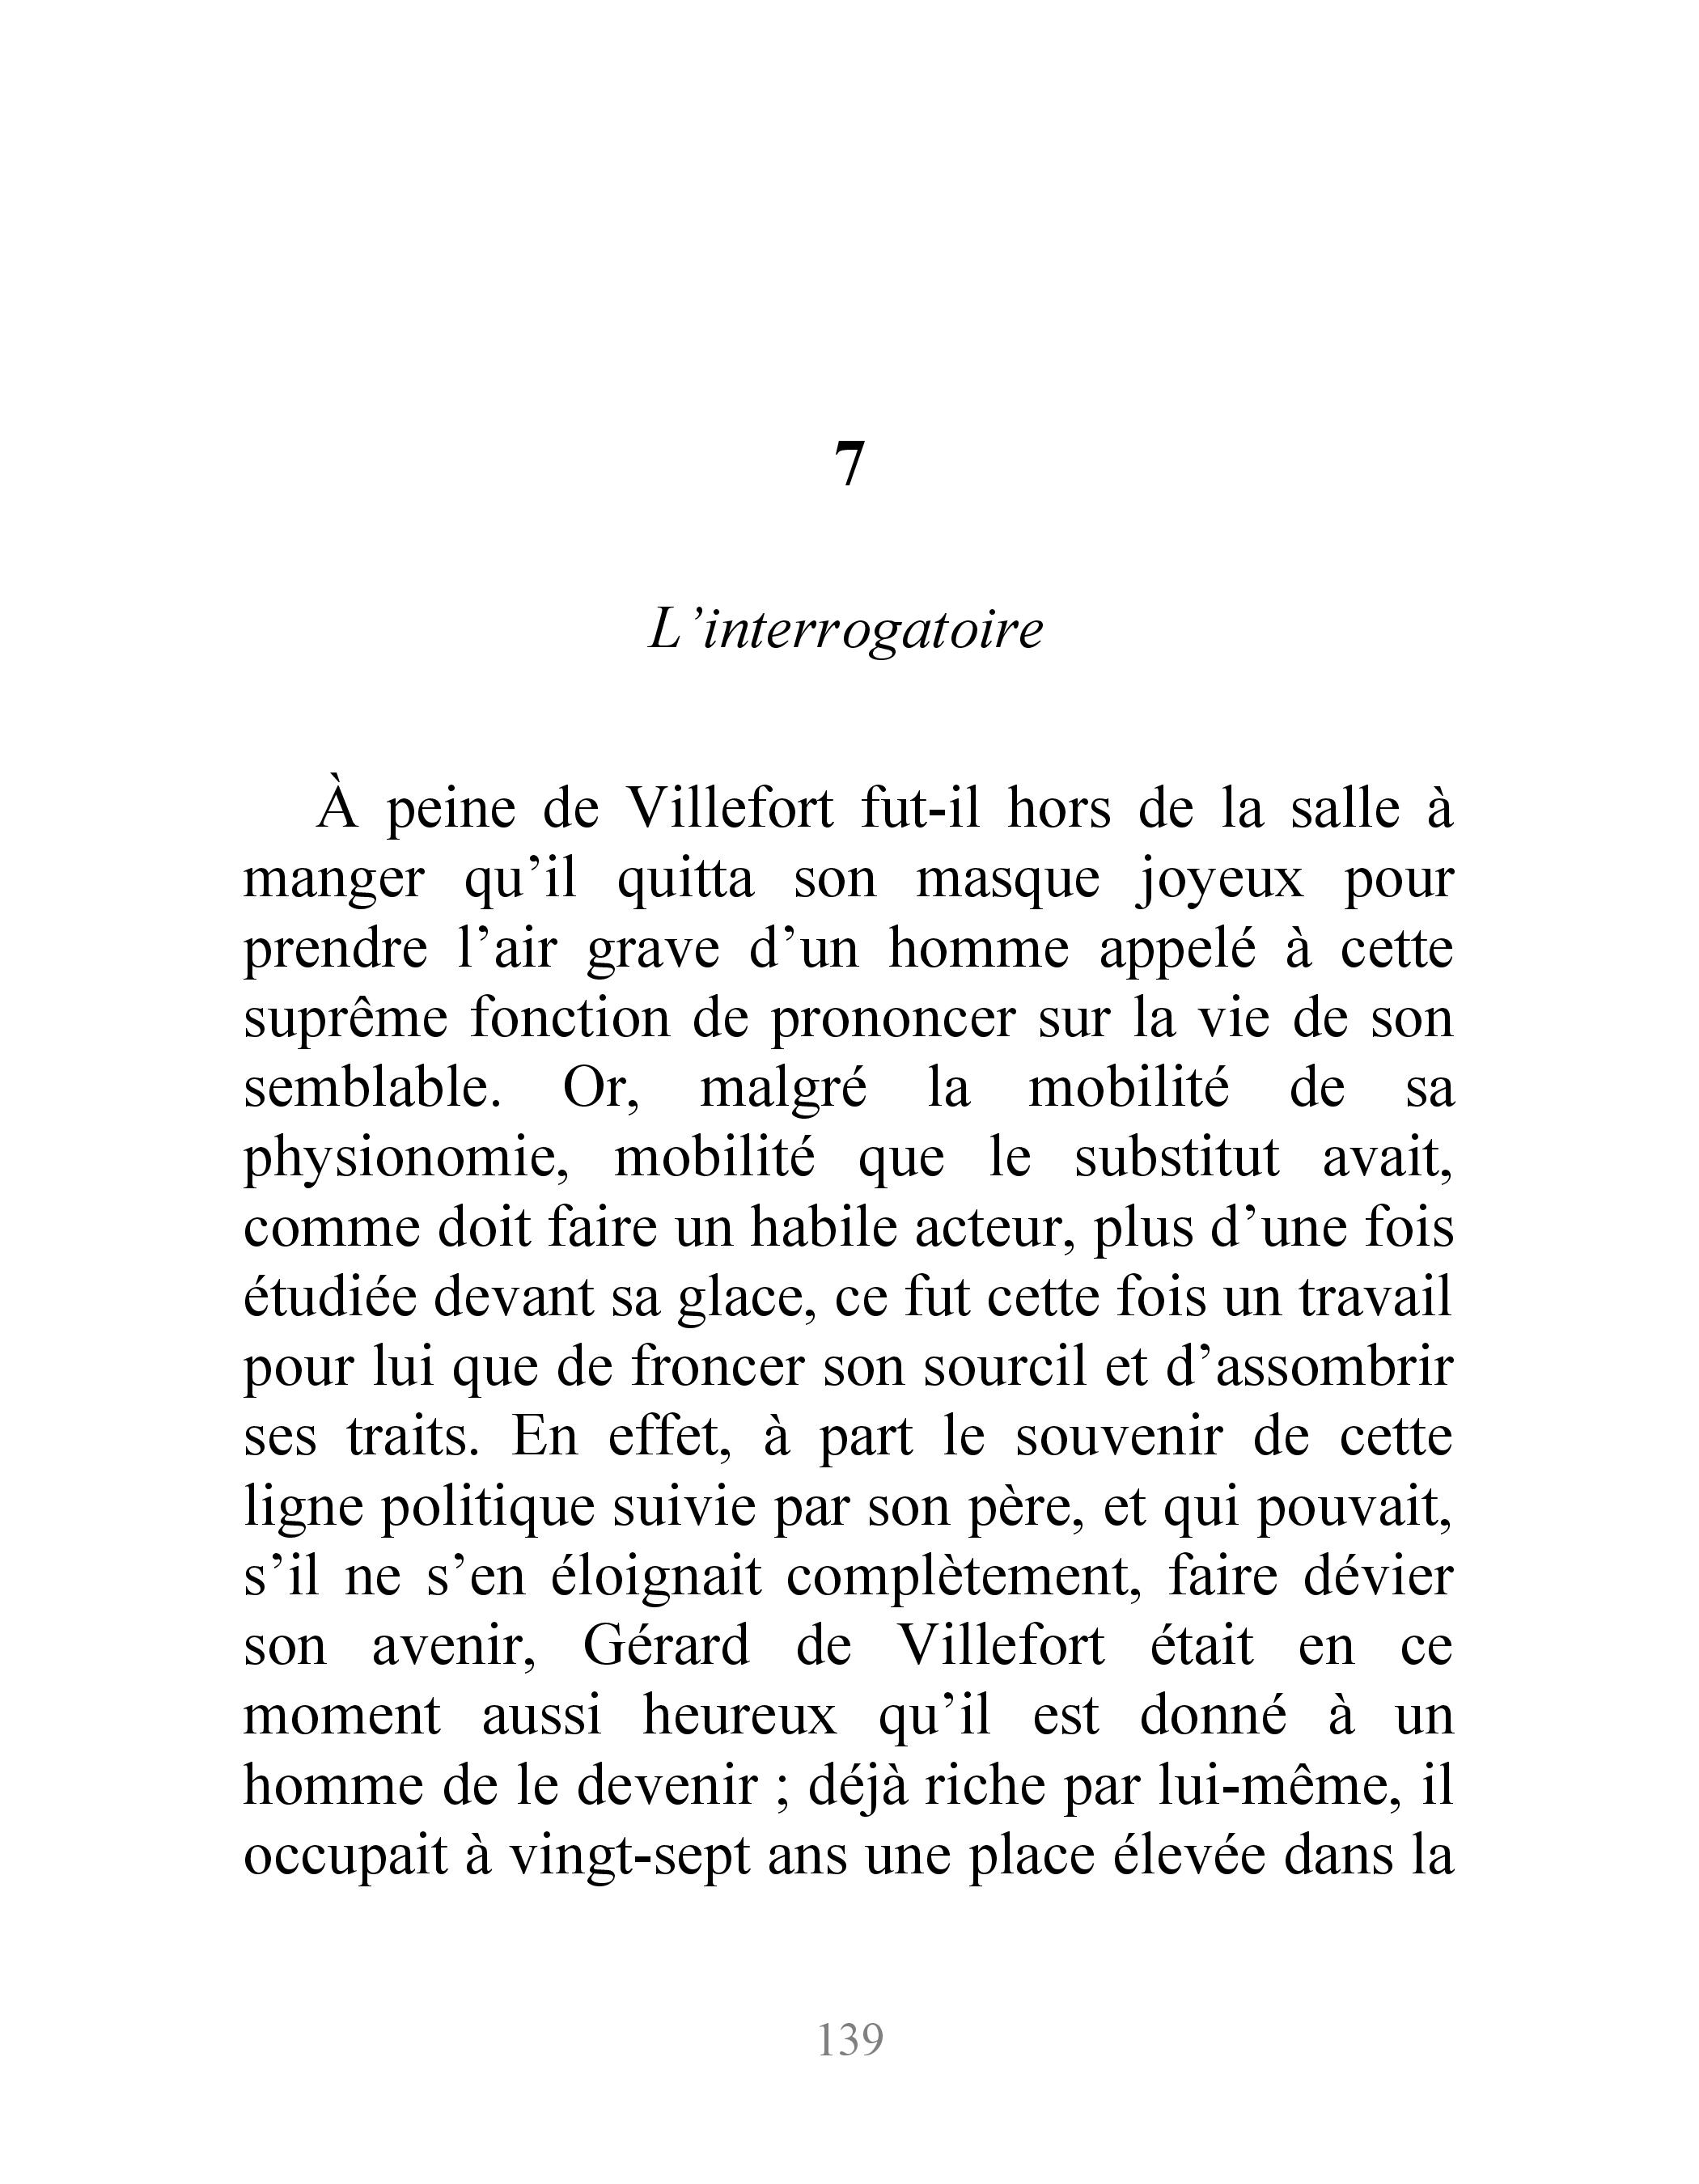 7
L’interrogatoire
À peine de Villefort fut-il hors de la salle à
manger qu’il quitta son masque joyeux pour
prendre l’air grave d’un homme appelé à cette
suprême fonction de prononcer sur la vie de son
semblable. Or, malgré la mobilité de sa
physionomie, mobilité que le substitut avait,
comme doit faire un habile acteur, plus d’une fois
étudiée devant sa glace, ce fut cette fois un travail
pour lui que de froncer son sourcil et d’assombrir
ses traits. En effet, à part le souvenir de cette
ligne politique suivie par son père, et qui pouvait,
s’il ne s’en éloignait complètement, faire dévier
son avenir, Gérard de Villefort était en ce
moment aussi heureux qu’il est donné à un
homme de le devenir ; déjà riche par lui-même, il
occupait à vingt-sept ans une place élevée dans la
139